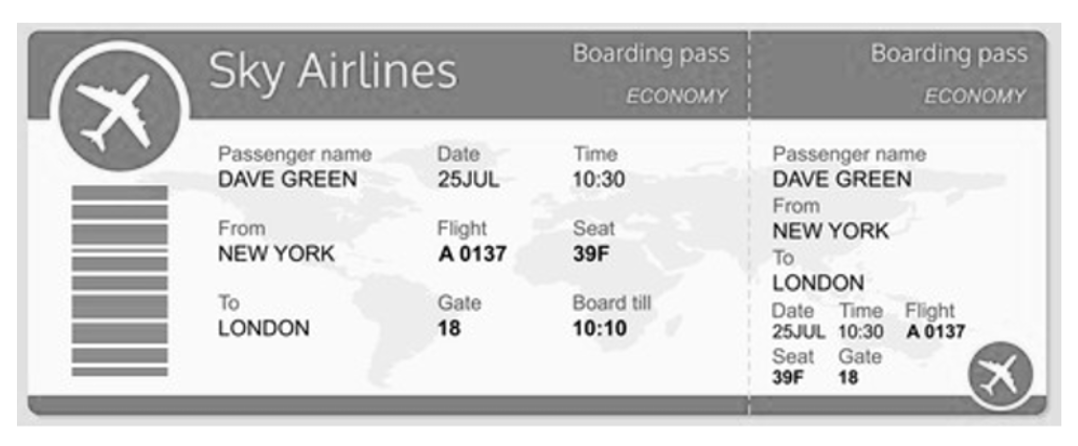 Sky Airlines
Boarding pass
ECONOMY
Passenger name Date Time
DAVE GREEN 25JUL 10:30
From Flight Seat
NEW YORK A 0137 39F
To Gate Board till
LONDON 18 10:10
Boarding pass
ECONOMY
Passenger name
DAVE GREEN
From
NEW YORK
To
LONDON
Date Time Flight
25JUL 10:30 A 0137
Seat Gate
39F 18